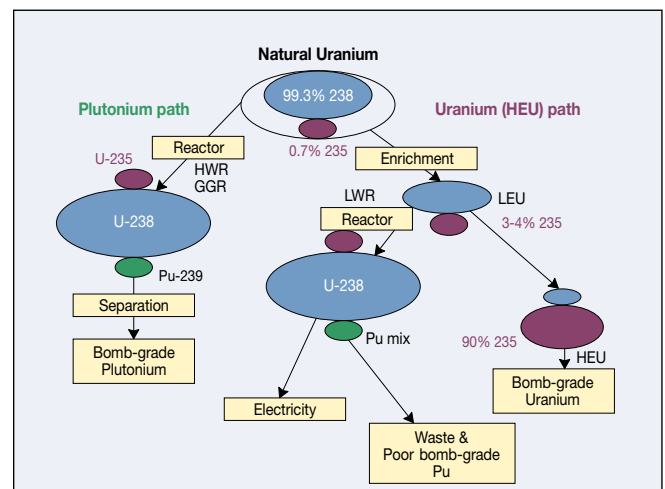 Natural Uranium
99.3% 238
Plutonium path
Uranium (HEU) path
0.7% 235
Reactor
Enrichment
U-235
HWR
GGR
LWR
LEU
Reactor
3-4% 235
U-238
U-238
Pu-239
Separation
Pu mix
90% 235
HEU
Bomb-grade
Plutonium
Bomb-grade
Uranium
Electricity
Waste &
Poor bomb-grade
Pu